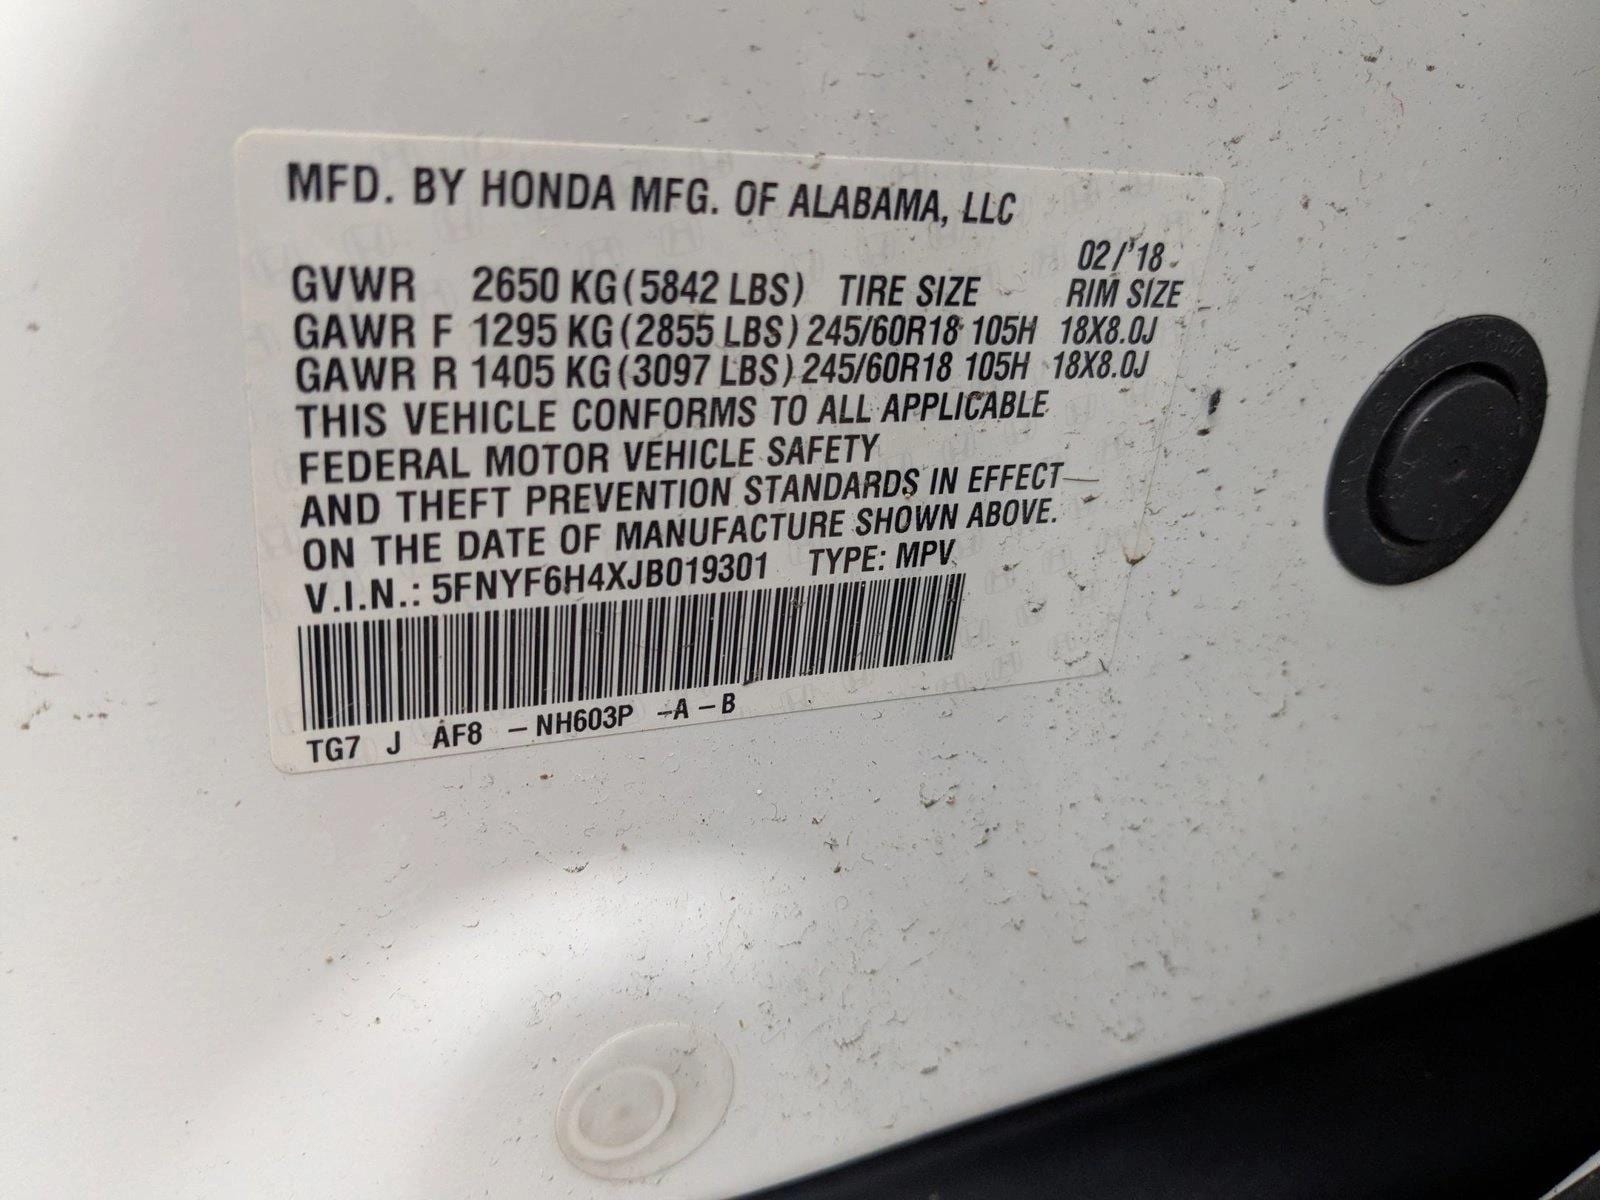 MFD. BY HONDA MFG. OF ALABAMA, LLC
02/'18
GVWR 2650 KG(5842 LBS) TIRE SIZE RIM SIZE
GAWR F 1295 KG(2855 LBS) 245/60R18 105H 18X8.0J
GAWR R 1405 KG(3097 LBS) 245/60R18 105H 18X8.0J
THIS VEHICLE CONFORMS TO ALL APPLICABLE
FEDERAL MOTOR VEHICLE SAFETY
AND THEFT PREVENTION STANDARDS IN EFFECT
ON THE DATE OF MANUFACTURE SHOWN ABOVE.
V.I.N.: 5FNYF6H4XJB019301 TYPE: MPV
TG7 J AF8 -NH603P -A-B